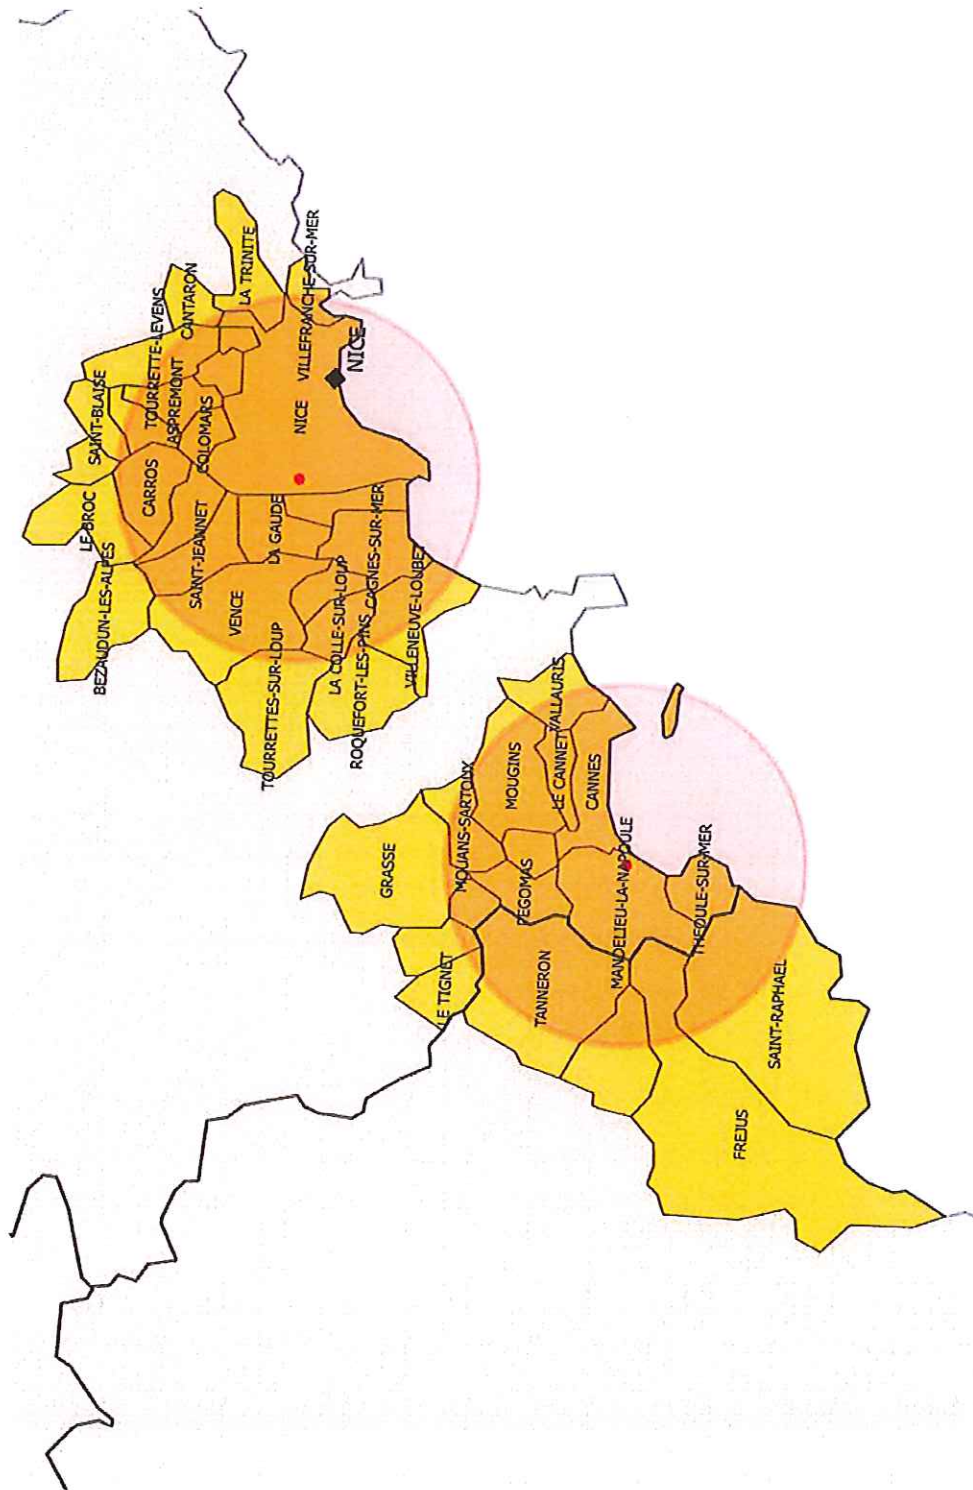 LE BROC
SAINT-BLAISE
TOURRETTE-LEVENS
CANTARON
LA TRINITE
BEZAUDUN-LES-ALPES
CARROS
ASPREMONT
COLOMARS
VILLEFRANCHE-SUR-MER
SAINT-JEANNET
NICE
NICE
VENCE
LA GAUDE
TOURRETTES-SUR-LOUP
LA COLLE-SUR-LOUP
CAGNES-SUR-MER
ROQUEFORT-LES-PINS
VILLENEUVE-LOUBET
GRASSE
MOUANS-SARTOUX
MOUGINS
VALLAURIS
LE CANNET
CANNES
LE TIGNET
PEGOMAS
MANDELIEU-LA-NAPOULE
TANNERON
THEOULE-SUR-MER
SAINT-RAPHAEL
FREJUS